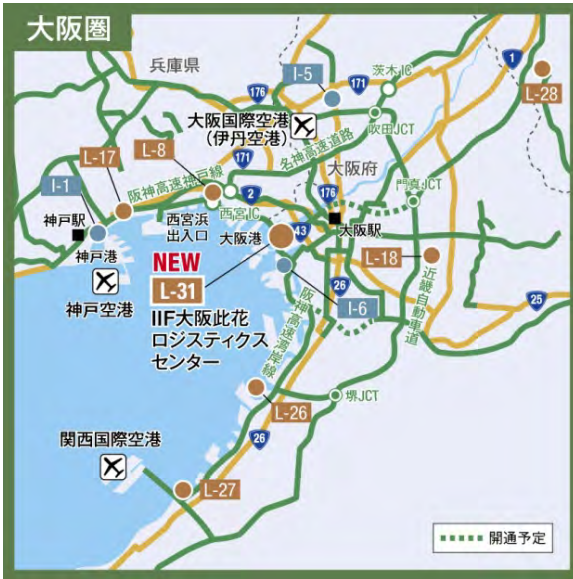 大阪圏
兵庫県
176
I-5
171
茨木IC
1
L-28
大阪国際空港
(伊丹空港)
吹田JCT
名神高速道路
L-17
L-8
171
大阪府
I-1
阪神高速神戸線
2
176
門真JCT
西宮IC
神戸駅
西宮浜
出入口
大阪港
43
大阪駅
神戸港
NEW
L-31
L-18
神戸空港
IIF大阪此花
ロジスティクス
センター
26
I-6
近畿自動車道
25
阪神高速湾岸線
L-26
堺JCT
関西国際空港
26
L-27
開通予定